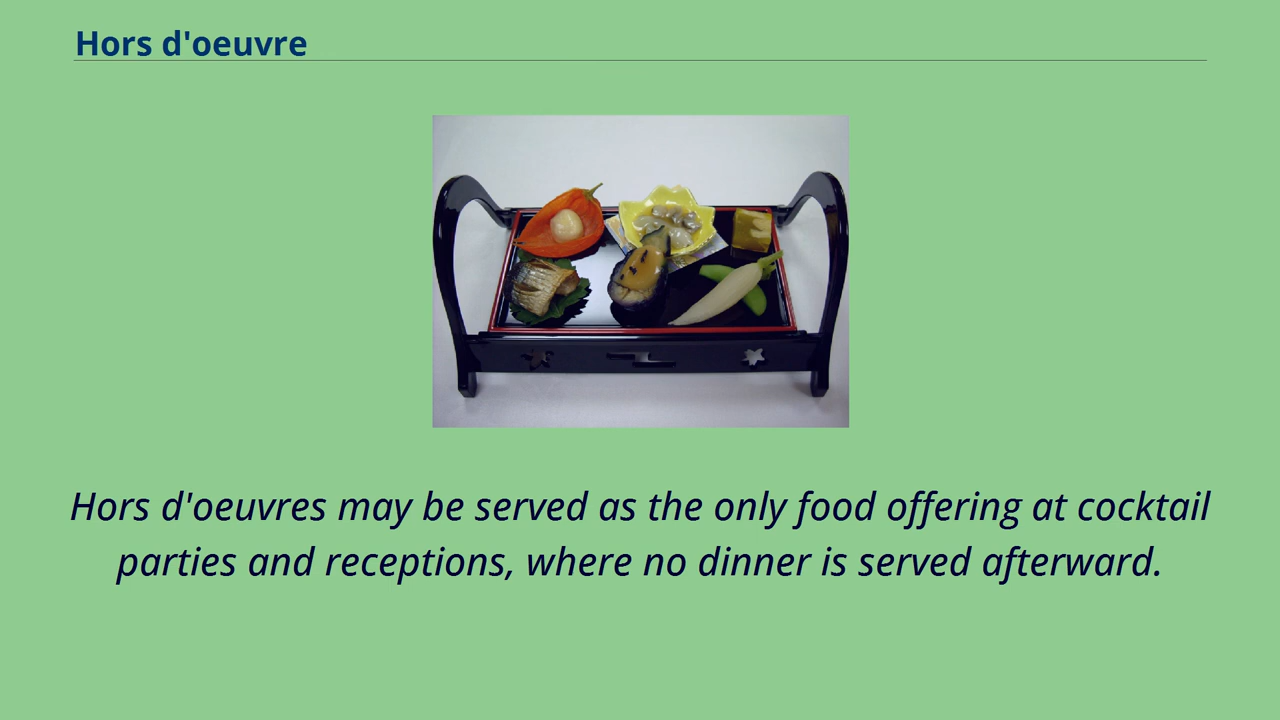 Hors d'oeuvre
Hors d'oeuvres may be served as the only food offering at cocktail
parties and receptions, where no dinner is served afterward.